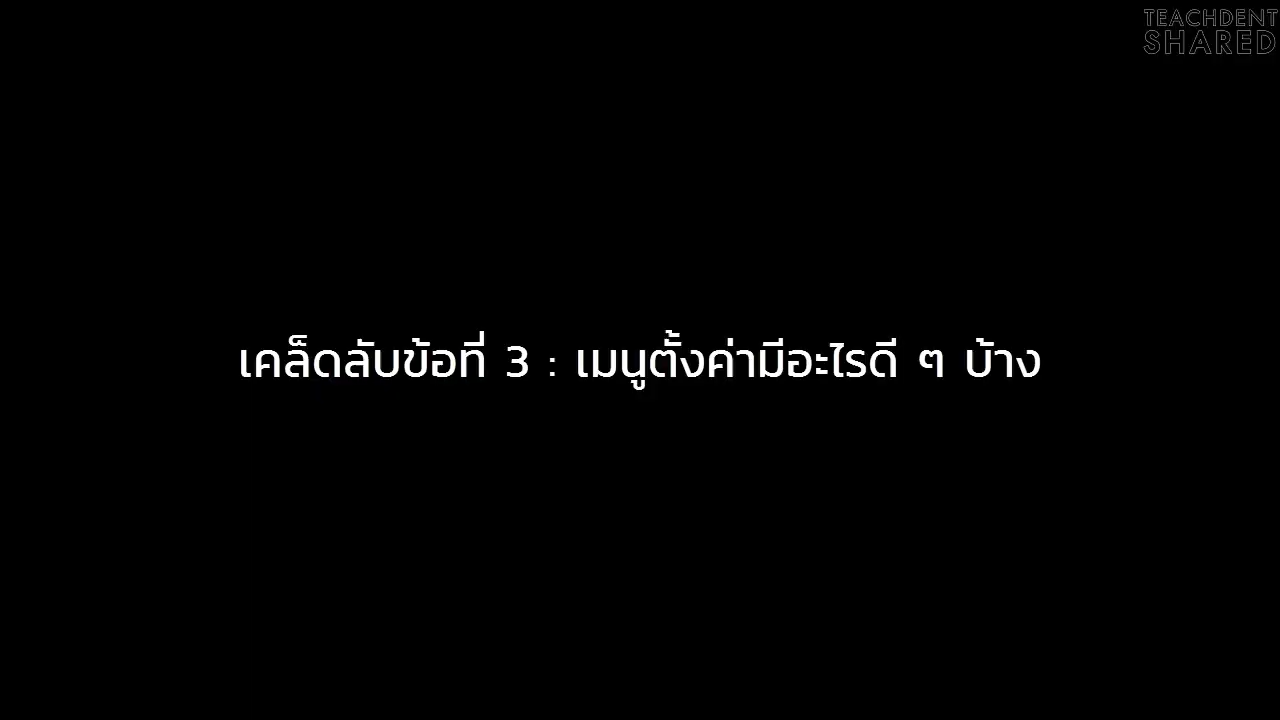 TEACHDENT
SHARED
เคล็ดลับข้อที่ 3 : เมนูตั้งค่ามีอะไรดี ๆ บ้าง